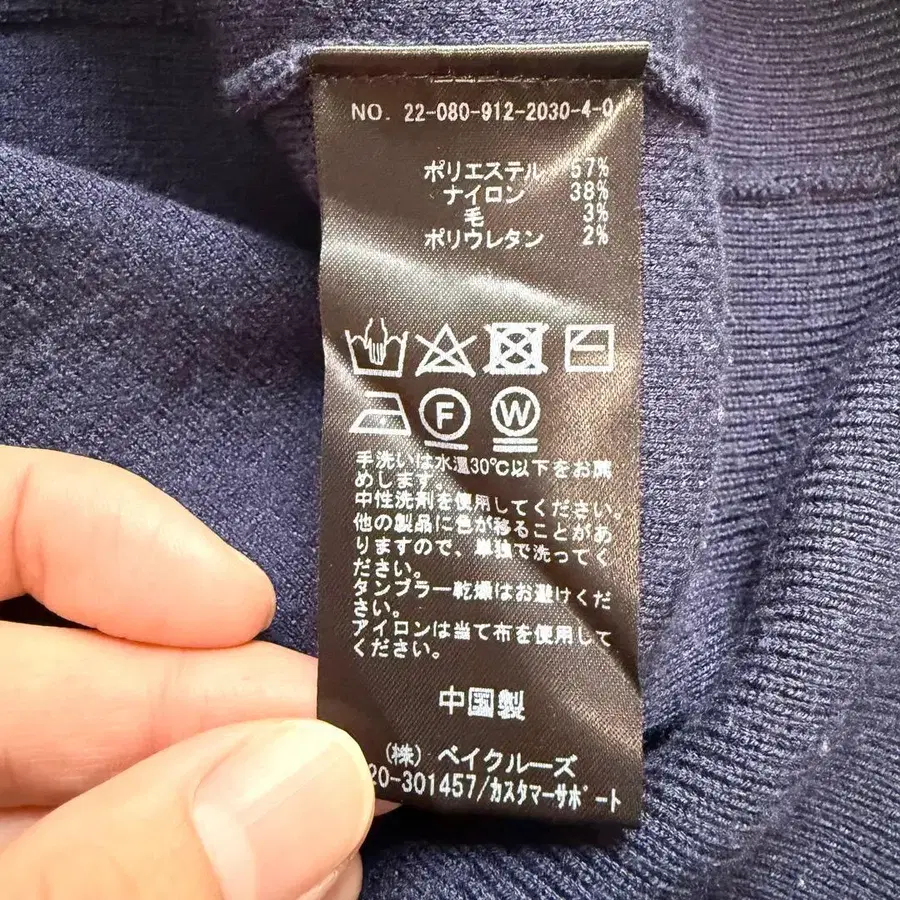 NO. 22-080-912-2030-4-0
ポリエステル 57%
ナイロン 38%
毛 3%
ポリウレタン 2%
F W
手洗いは水温30℃以下をお薦
めします。
中性洗剤を使用してください。
他の製品に色が移ることがあ
りますので、単独で洗ってく
ださい。
タンブラー乾燥はお避けくだ
さい。
アイロンは当て布を使用して
ください。
中国製
(株) ベイクルーズ
20-301457/カスタマーサポート